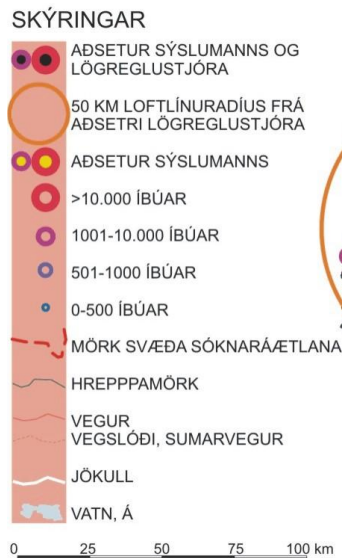 SKÝRINGAR
AÐSETUR SÝSLUMANNS OG
LÖGREGLUSTJÓRA
50 KM LOFTLÍNURADÍUS FRÁ
AÐSETRI LÖGREGLUSTJÓRA
AÐSETUR SÝSLUMANNS
>10.000 ÍBÚAR
1001-10.000 ÍBÚAR
501-1000 ÍBÚAR
0-500 ÍBÚAR
MÖRK SVÆÐA SÓKNARÁÆTLANA
HREPPPAMÖRK
VEGUR
VEGSLÓÐI, SUMARVEGUR
JÖKULL
VATN, Á
0 25 50 75 100 km